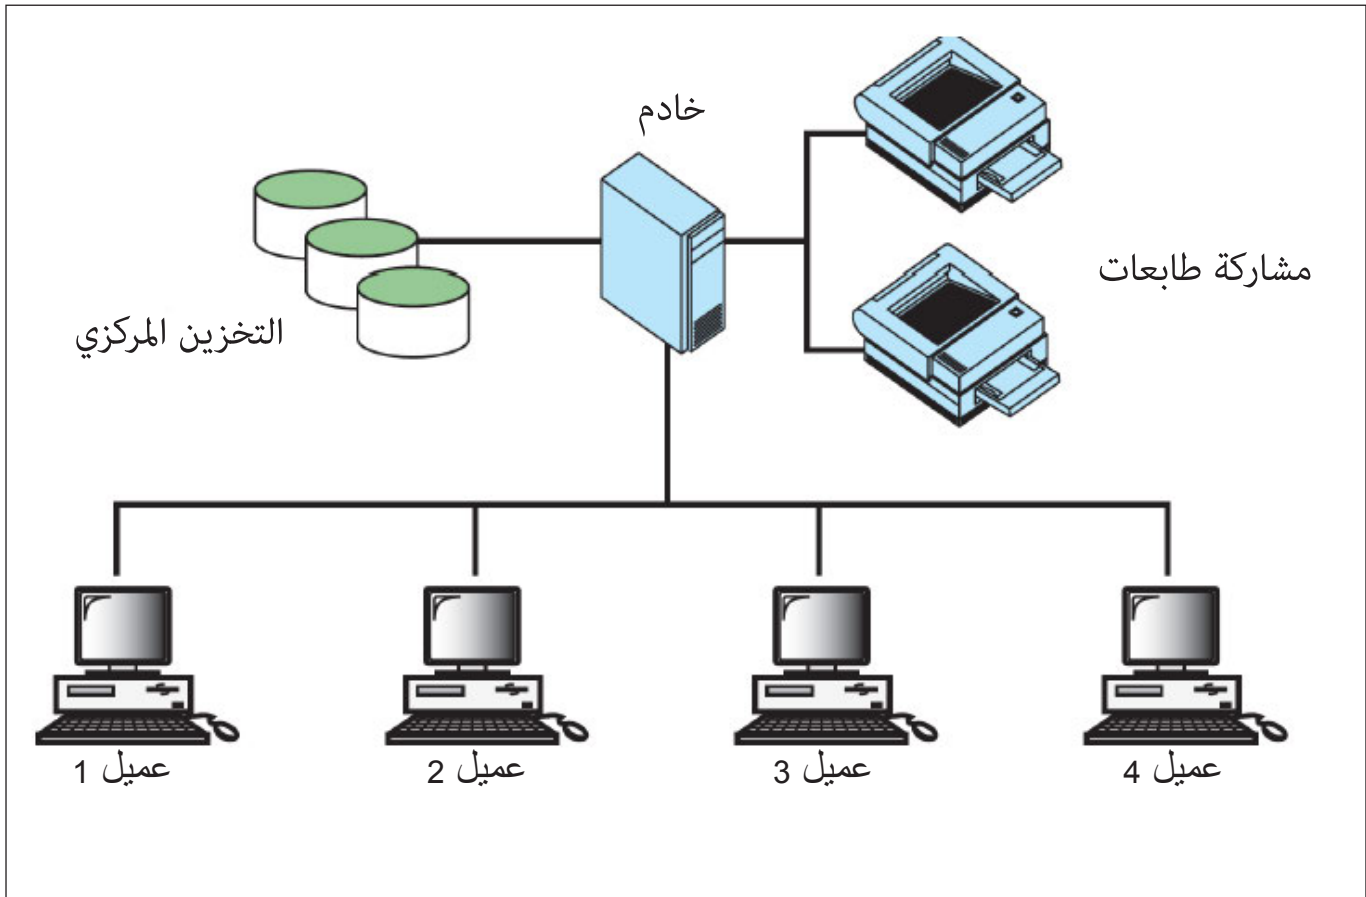 خادم
مشاركة طابعات
التخزين المركزي
عميل 1
عميل 2
عميل 3
عميل 4